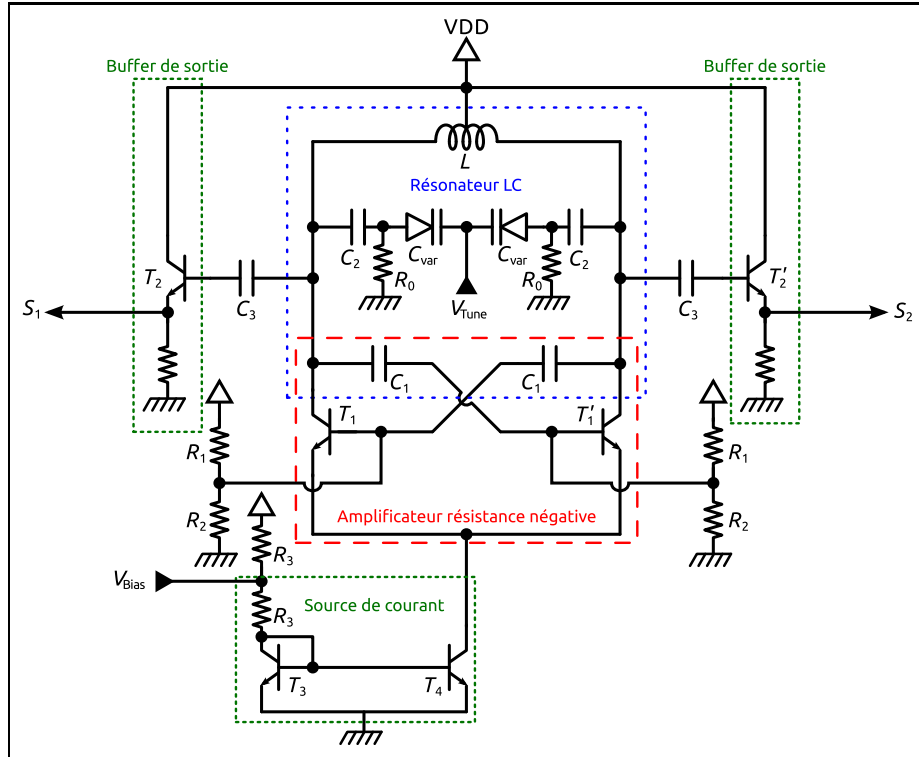 VDD
Buffer de sortie
Buffer de sortie
L
Résonateur LC
C2
Cvar
Cvar
C2
R0
R0
VTune
T2
T2′
C3
C3
S1
S2
C1
C1
T1
T1′
R1
R1
R2
R2
Amplificateur résistance négative
R3
VBias
R3
Source de courant
T3
T4